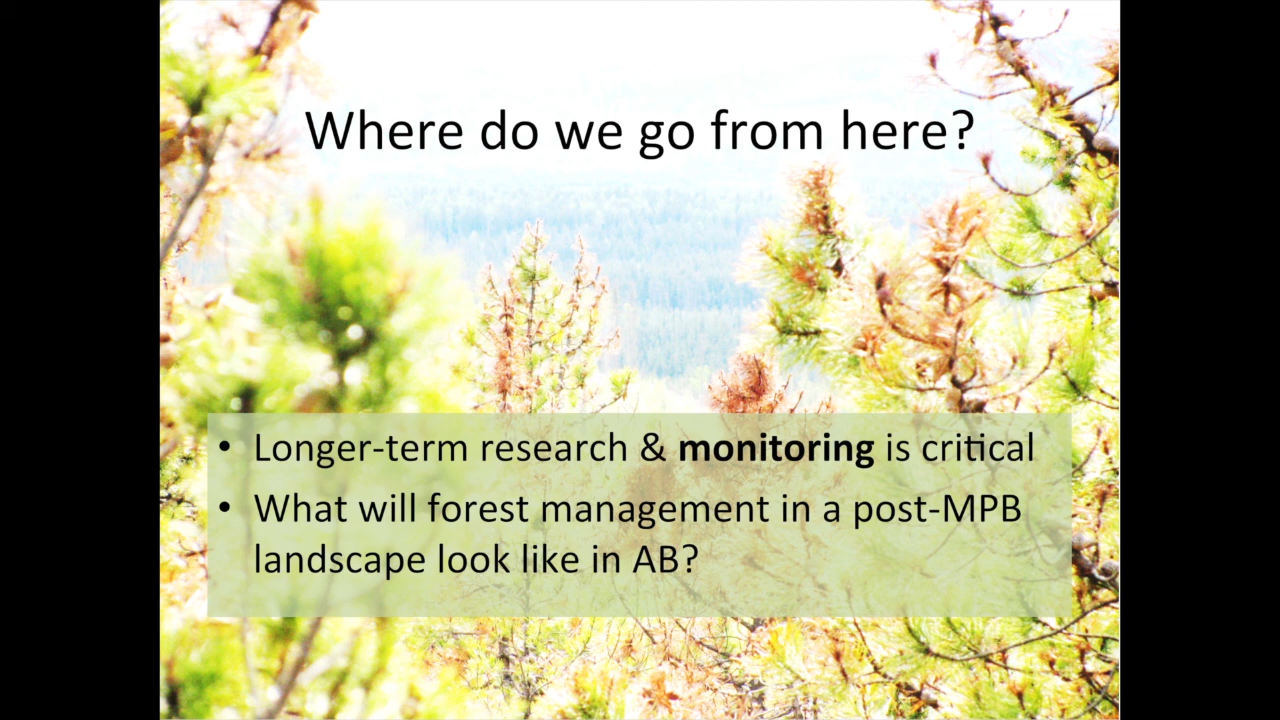 Where do we go from here?
• Longer-term research & monitoring is critical
• What will forest management in a post-MPB
landscape look like in AB?